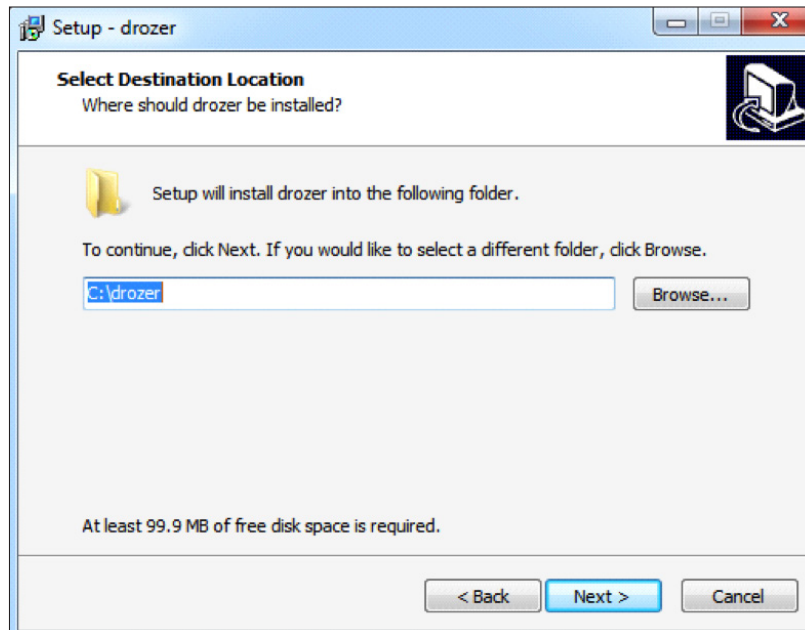 Setup - drozer
Select Destination Location
Where should drozer be installed?
Setup will install drozer into the following folder.
To continue, click Next. If you would like to select a different folder, click Browse.
C:\drozer
Browse...
At least 99.9 MB of free disk space is required.
< Back
Next >
Cancel